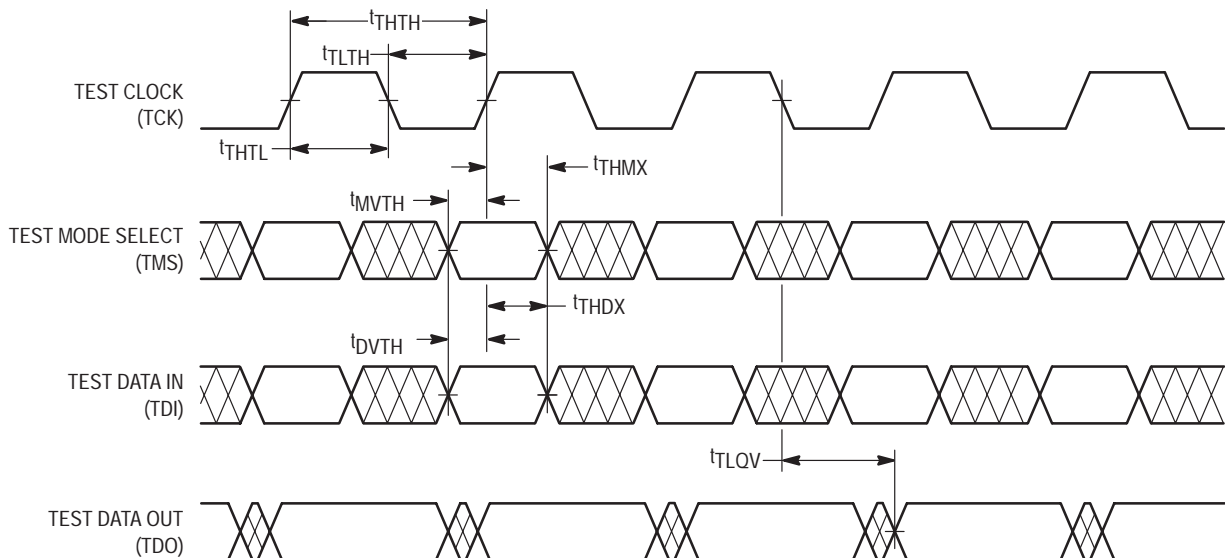 tTHTH
tTLTH
TEST CLOCK
(TCK)
tTHTL
tTHMX
tMVTH
TEST MODE SELECT
(TMS)
tTHDX
tDVTH
TEST DATA IN
(TDI)
tTLQV
TEST DATA OUT
(TDO)